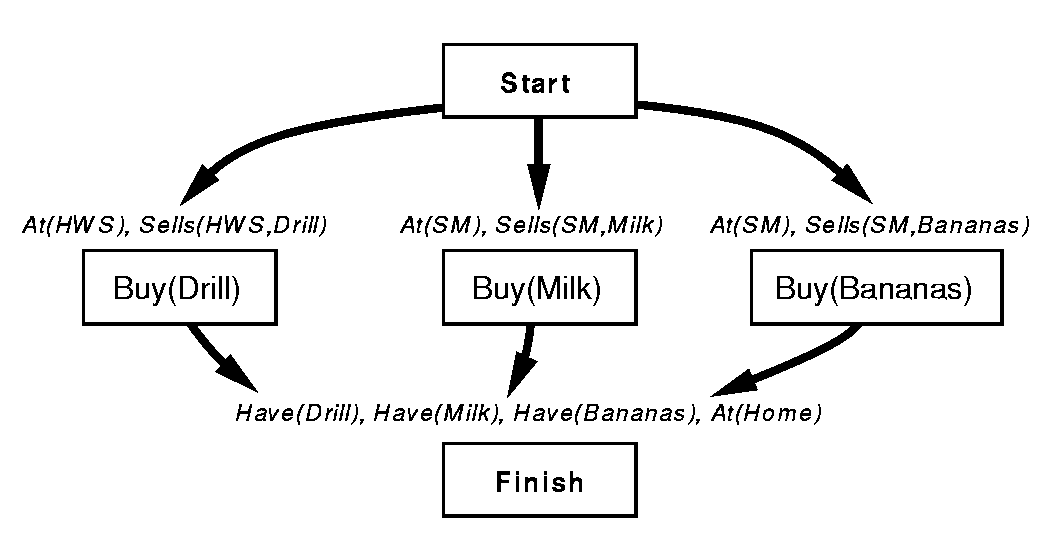 Start
At(HWS), Sells(HWS,Drill) At(SM), Sells(SM,Milk) At(SM), Sells(SM,Bananas)
Buy(Drill) Buy(Milk) Buy(Bananas)
Have(Drill), Have(Milk), Have(Bananas), At(Home)
Finish